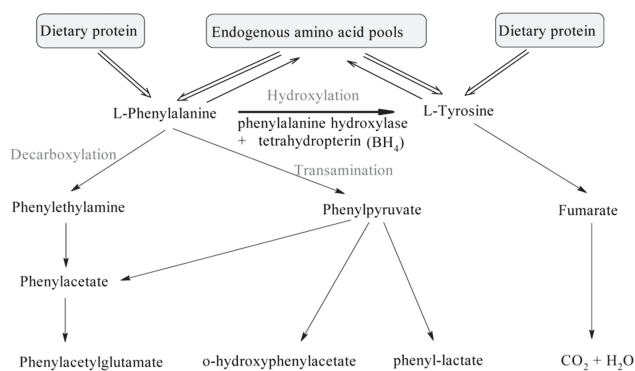 Dietary protein
Endogenous amino acid pools
Dietary protein
Hydroxylation
L-Phenylalanine
L-Tyrosine
phenylalanine hydroxylase
+ tetrahydropterin (BH4)
Decarboxylation
Transamination
Phenylethylamine
Phenylpyruvate
Fumarate
Phenylacetate
Phenylacetylglutamate
o-hydroxyphenylacetate
phenyl-lactate
CO2 + H2O